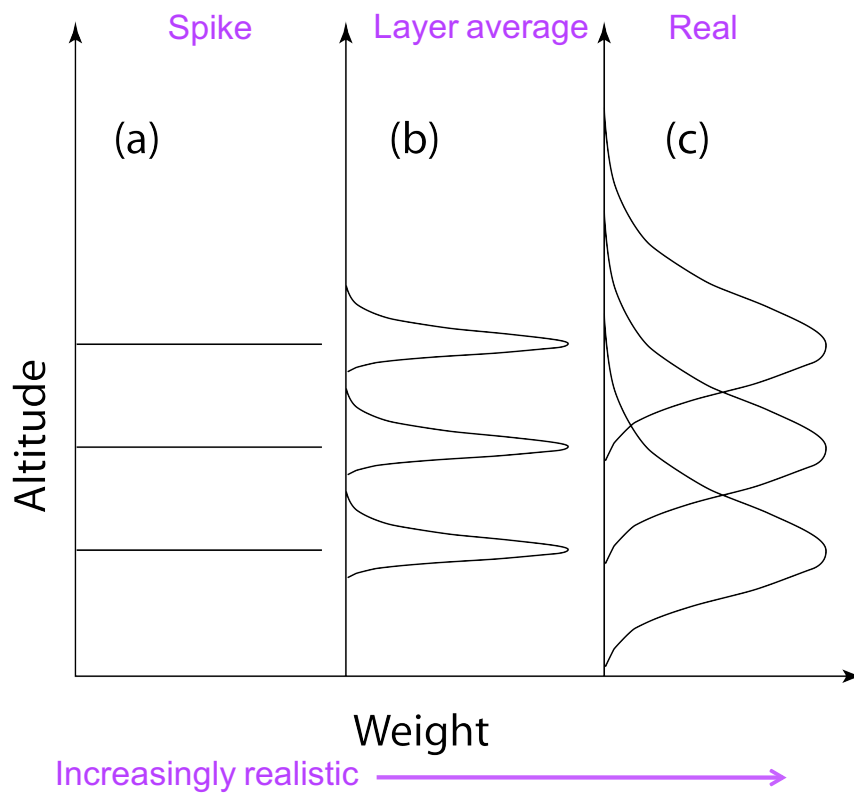 Spike
Layer average
Real
(a)
(b)
(c)
Altitude
Weight
Increasingly realistic